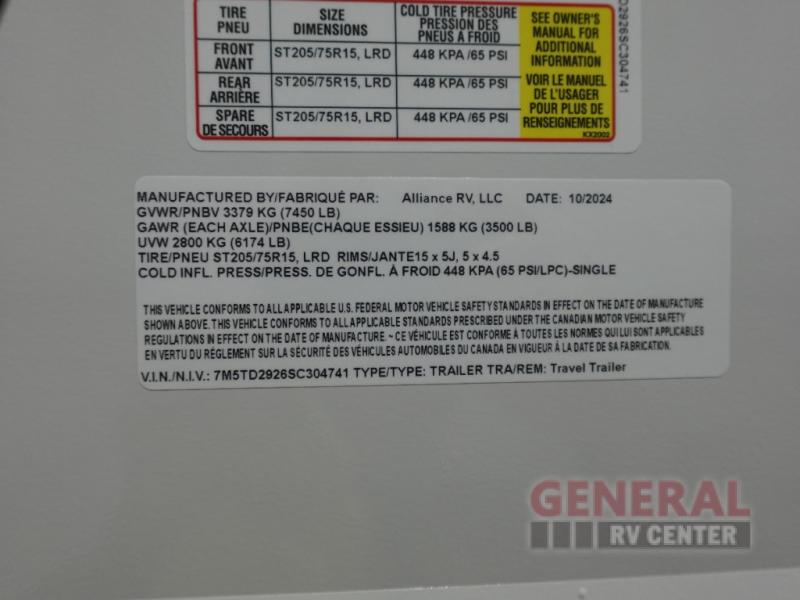 TIRE PNEU SIZE DIMENSIONS COLD TIRE PRESSURE PRESSION DES PNEUS A FROID
FRONT AVANT ST205/75R15, LRD 448 KPA /65 PSI
REAR ARRIÈRE ST205/75R15, LRD 448 KPA /65 PSI
SPARE DE SECOURS ST205/75R15, LRD 448 KPA /65 PSI
SEE OWNER'S
MANUAL FOR
ADDITIONAL
INFORMATION
VOIR LE MANUEL
DE L'USAGER
POUR PLUS DE
RENSEIGNEMENTS
KX2002
D2926SC304741
MANUFACTURED BY/FABRIQUÉ PAR: Alliance RV, LLC DATE: 10/2024
GVWR/PNBV 3379 KG (7450 LB)
GAWR (EACH AXLE)/PNBE(CHAQUE ESSIEU) 1588 KG (3500 LB)
UVW 2800 KG (6174 LB)
TIRE/PNEU ST205/75R15, LRD RIMS/JANTE15 x 5J, 5 x 4.5
COLD INFL. PRESS/PRESS. DE GONFL. À FROID 448 KPA (65 PSI/LPC)-SINGLE
THIS VEHICLE CONFORMS TO ALL APPLICABLE U.S. FEDERAL MOTOR VEHICLE SAFETY STANDARDS IN EFFECT ON THE DATE OF MANUFACTURE
SHOWN ABOVE. THIS VEHICLE CONFORMS TO ALL APPLICABLE STANDARDS PRESCRIBED UNDER THE CANADIAN MOTOR VEHICLE SAFETY
REGULATIONS IN EFFECT ON THE DATE OF MANUFACTURE. ~ CE VÉHICULE EST CONFORME À TOUTES LES NORMES QUI LUI SONT APPLICABLES
EN VERTU DU RÈGLEMENT SUR LA SÉCURITÉ DES VÉHICULES AUTOMOBILES DU CANADA EN VIGUEUR À LA DATE DE SA FABRICATION.
V.I.N./N.I.V.: 7M5TD2926SC304741 TYPE/TYPE: TRAILER TRA/REM: Travel Trailer
GENERAL
RV CENTER